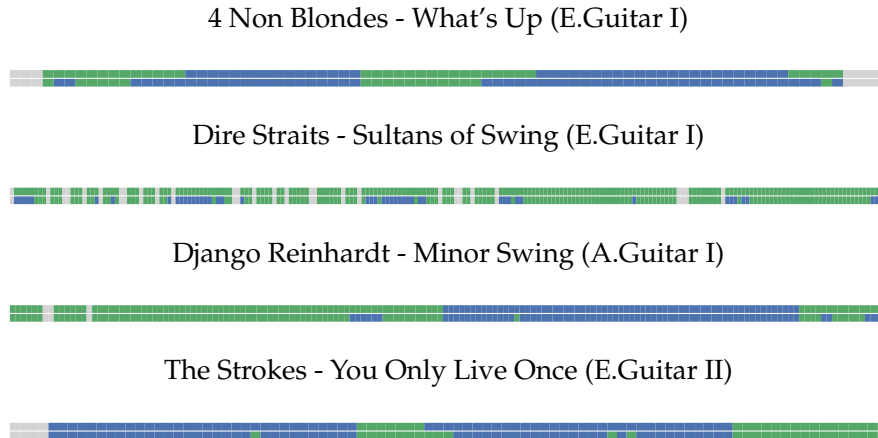 4 Non Blondes - What’s Up (E.Guitar I)
Dire Straits - Sultans of Swing (E.Guitar I)
Django Reinhardt - Minor Swing (A.Guitar I)
The Strokes - You Only Live Once (E.Guitar II)